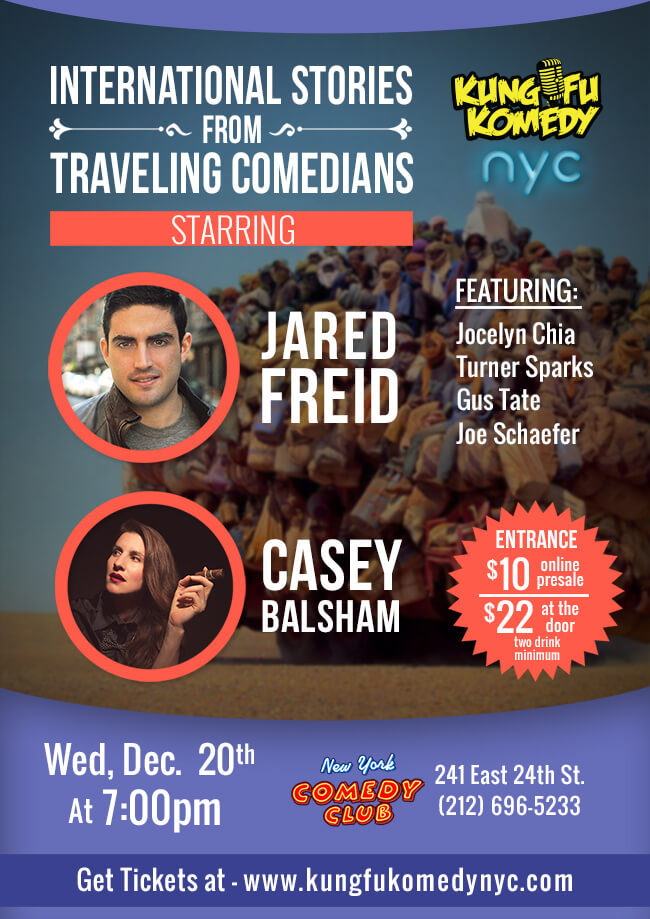 INTERNATIONAL STORIES
FROM
TRAVELING COMEDIANS
STARRING
KUNG FU
KOMEDY
nyc
JARED
FREID
FEATURING:
Jocelyn Chia
Turner Sparks
Gus Tate
Joe Schaefer
CASEY
BALSHAM
ENTRANCE
$10 online presale
$22 at the door
two drink
minimum
Wed, Dec. 20th
At 7:00pm
New York
COMEDY
CLUB
241 East 24th St.
(212) 696-5233
Get Tickets at - www.kungfukomedynyc.com